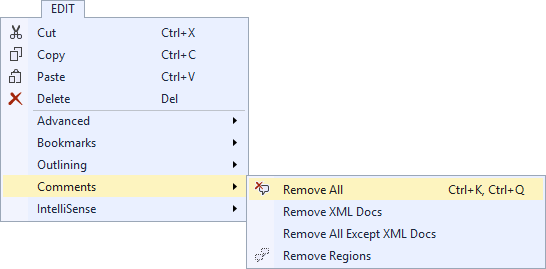 EDIT
Cut Ctrl+X
Copy Ctrl+C
Paste Ctrl+V
Delete Del
Advanced
Bookmarks
Outlining
Comments
IntelliSense
Remove All Ctrl+K, Ctrl+Q
Remove XML Docs
Remove All Except XML Docs
Remove Regions